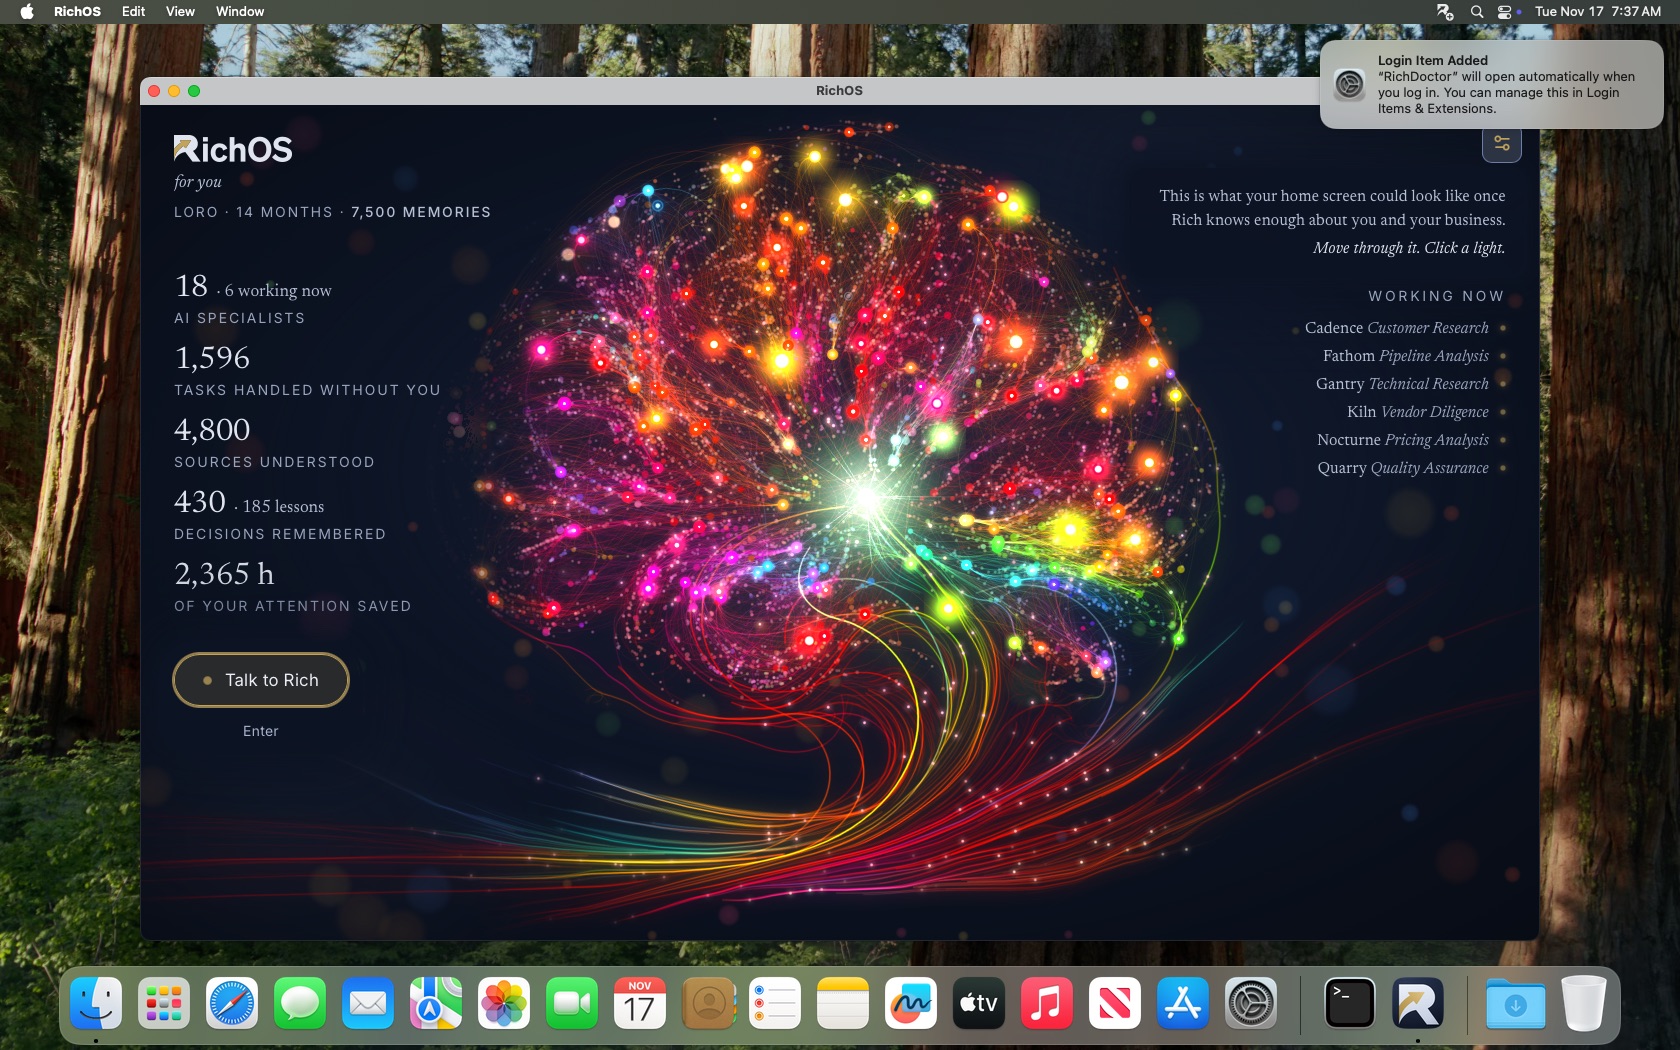 RichOS Edit View Window
Tue Nov 17 7:37 AM
Login Item Added
“RichDoctor” will open automatically when
you log in. You can manage this in Login
Items & Extensions.
RichOS
RichOS
for you
LORO · 14 MONTHS · 7,500 MEMORIES
18 · 6 working now
AI SPECIALISTS
1,596
TASKS HANDLED WITHOUT YOU
4,800
SOURCES UNDERSTOOD
430 · 185 lessons
DECISIONS REMEMBERED
2,365 h
OF YOUR ATTENTION SAVED
Talk to Rich
Enter
This is what your home screen could look like once
Rich knows enough about you and your business.
Move through it. Click a light.
WORKING NOW
Cadence Customer Research
Fathom Pipeline Analysis
Gantry Technical Research
Kiln Vendor Diligence
Nocturne Pricing Analysis
Quarry Quality Assurance
NOV
17
tv
>_